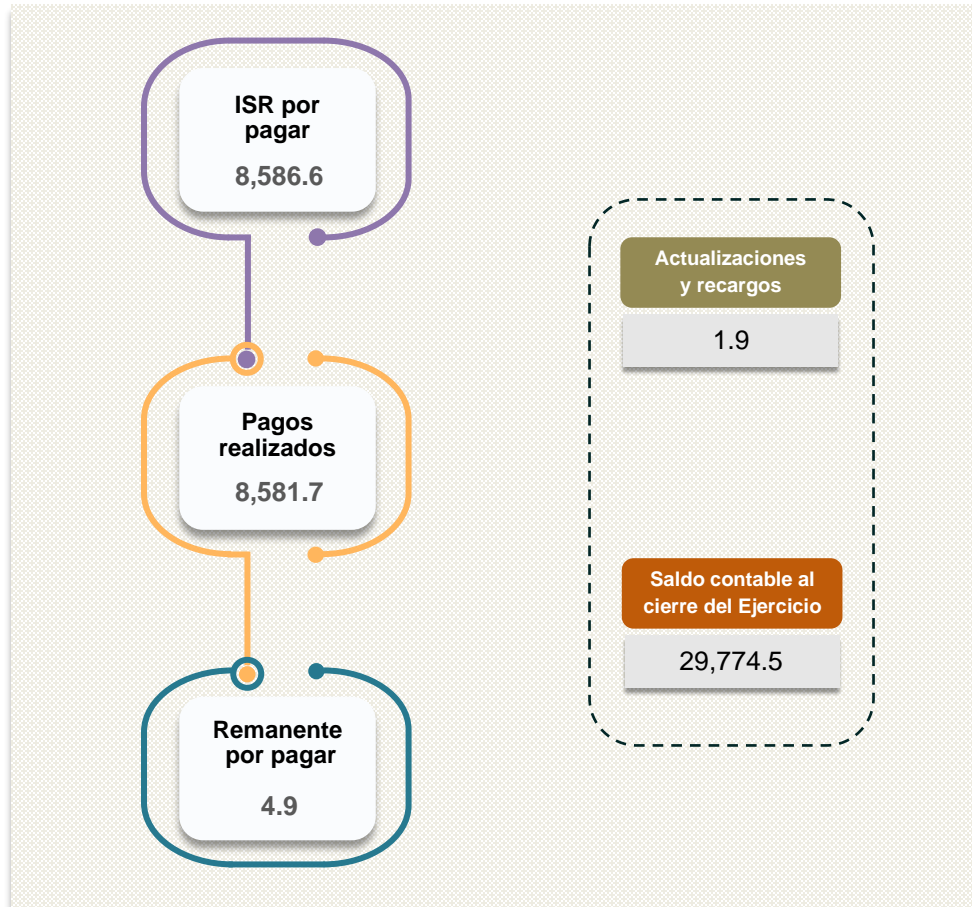 ISR por
pagar
8,586.6
Pagos
realizados
8,581.7
Remanente
por pagar
4.9
Actualizaciones
y recargos
1.9
Saldo contable al
cierre del Ejercicio
29,774.5